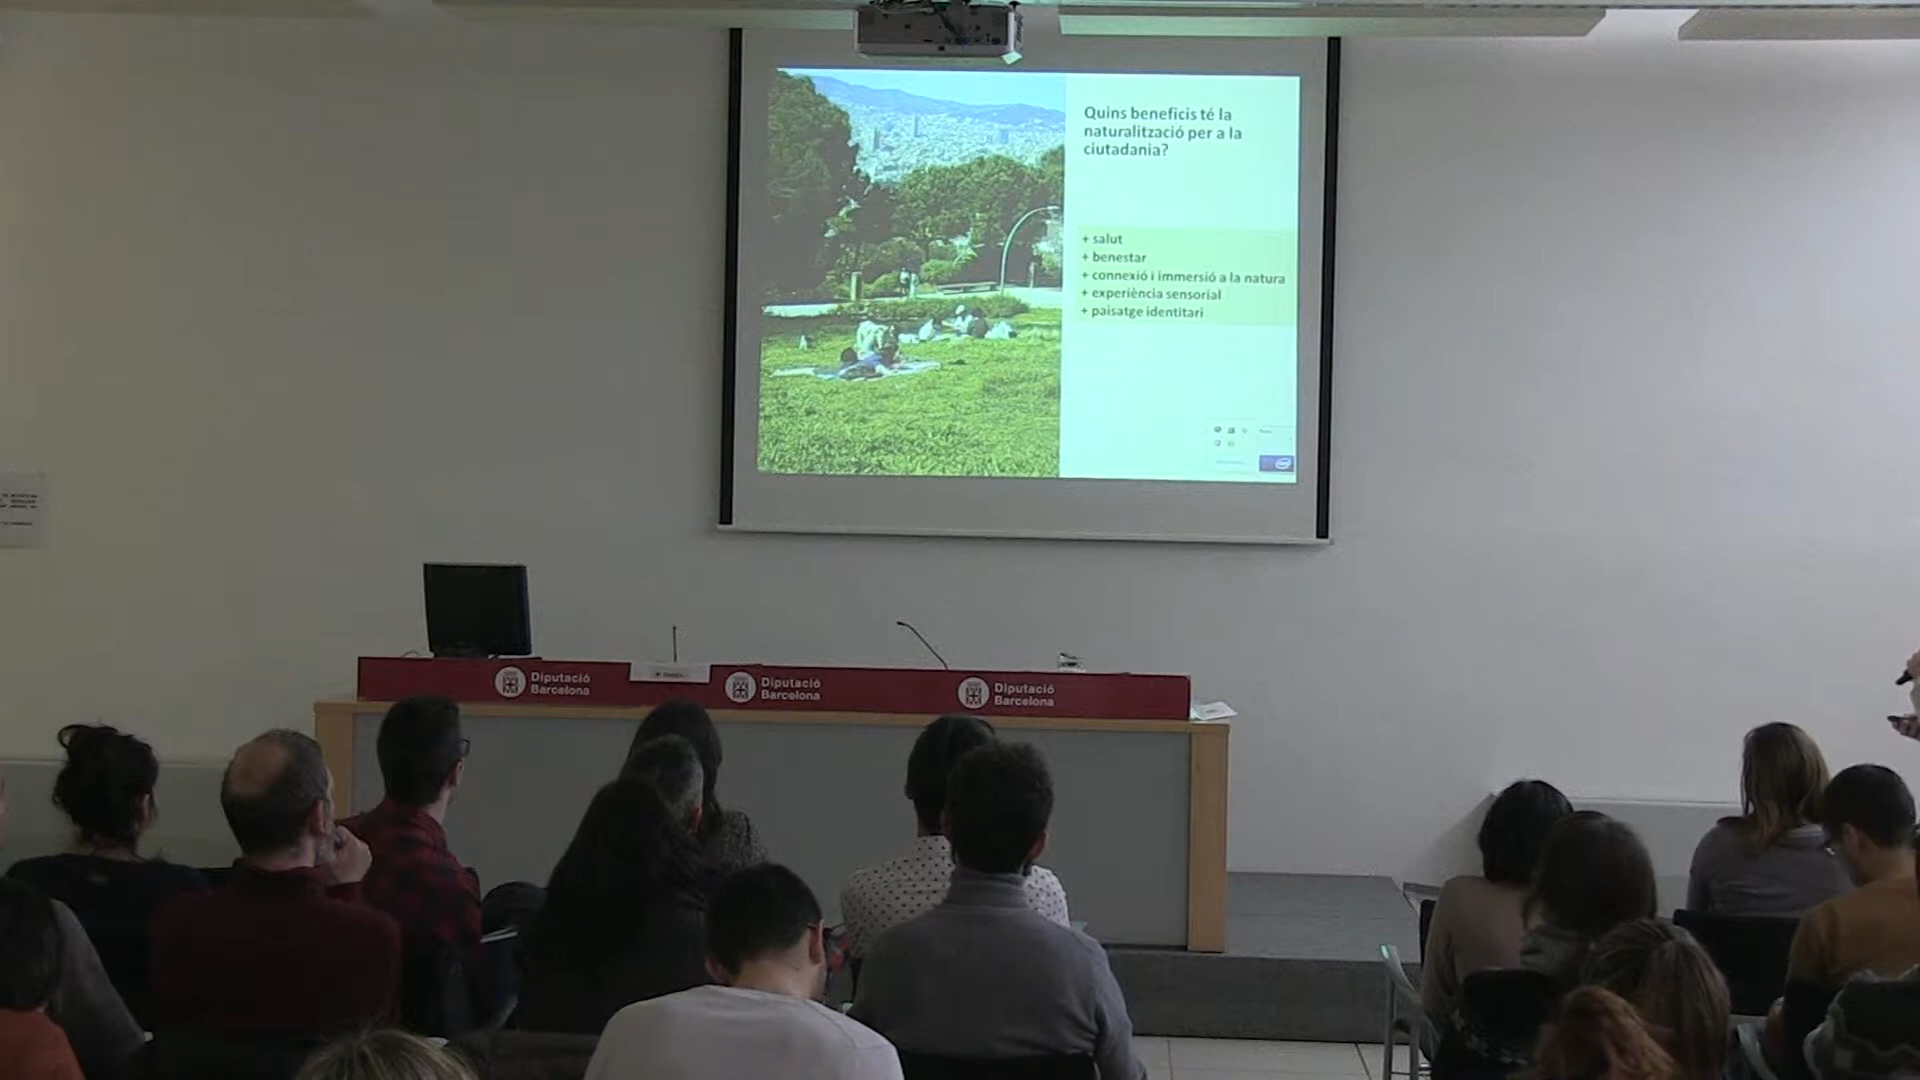 Quins beneficis té la
naturalització per a la
ciutadania?
+ salut
+ benestar
+ connexió i immersió a la natura
+ experiència sensorial
+ paisatge identitari
Diputació
Barcelona
Diputació
Barcelona
Diputació
Barcelona